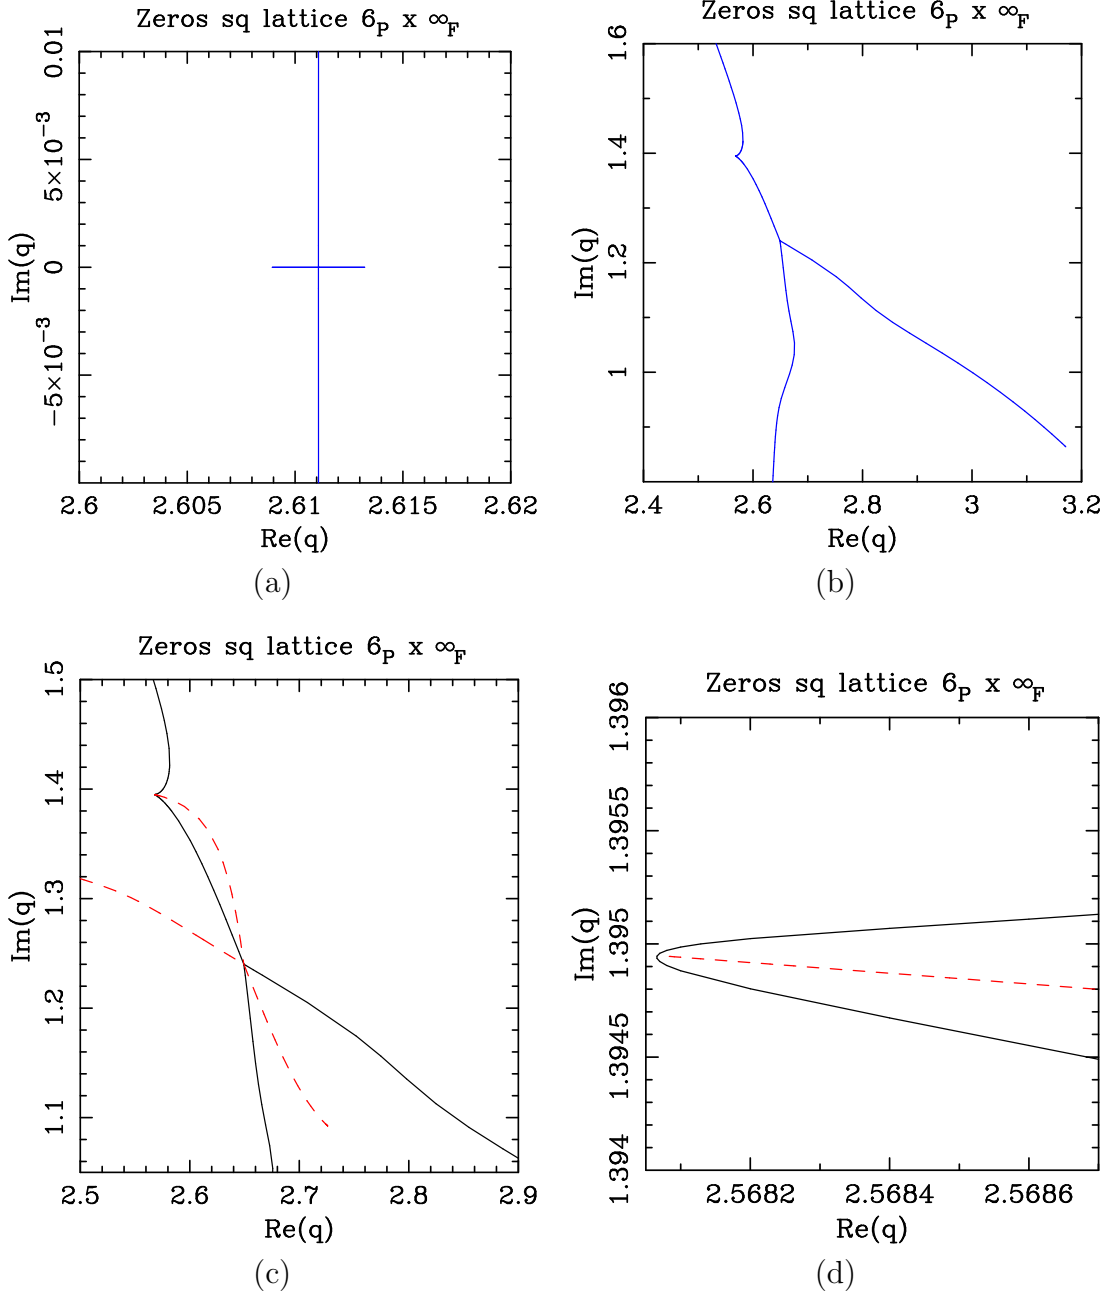 Zeros sq lattice 6P x ∞F
0.01
5×10−3
0
−5×10−3
Im(q)
2.6
2.605
2.61
2.615
2.62
Re(q)
(a)
Zeros sq lattice 6P x ∞F
1.6
1.4
1.2
1
Im(q)
2.4
2.6
2.8
3
3.2
Re(q)
(b)
Zeros sq lattice 6P x ∞F
1.5
1.4
1.3
1.2
1.1
Im(q)
2.5
2.6
2.7
2.8
2.9
Re(q)
(c)
Zeros sq lattice 6P x ∞F
1.396
1.3955
1.395
1.3945
1.394
Im(q)
2.5682
2.5684
2.5686
Re(q)
(d)